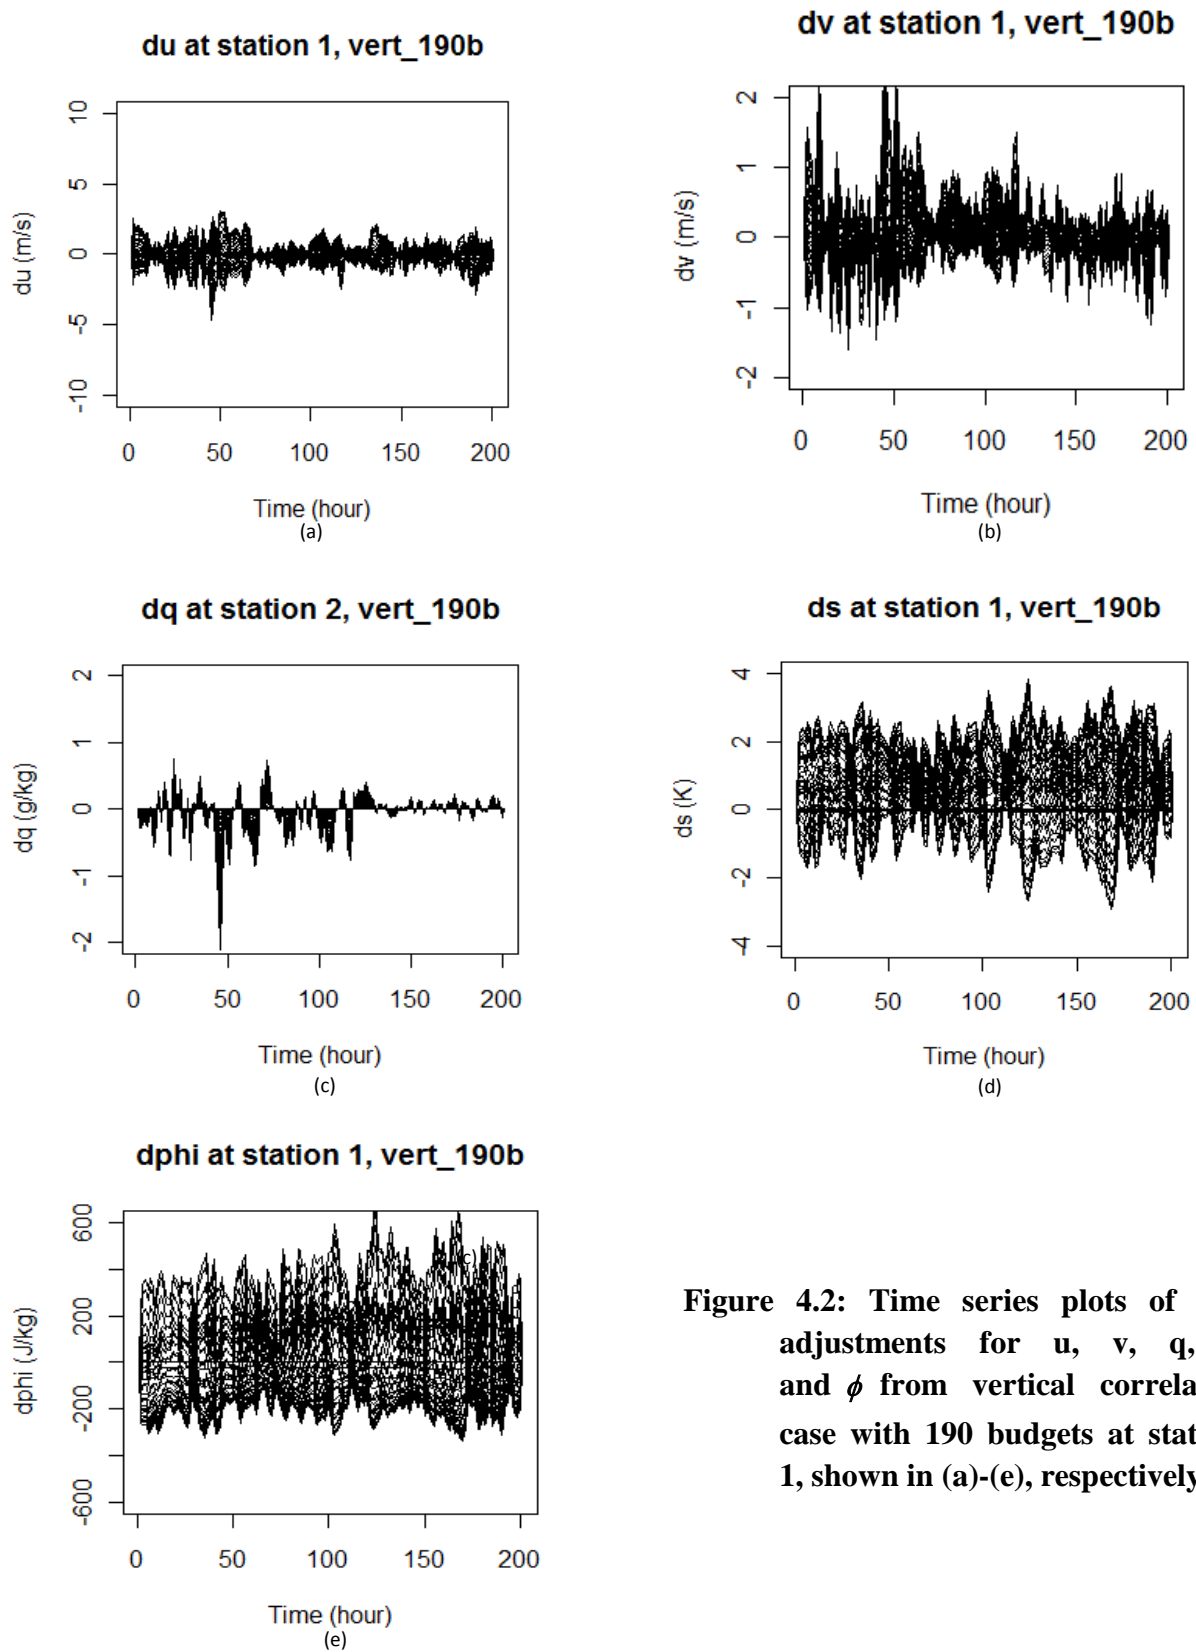 du at station 1, vert_190b
10
5
0
-5
-10
du (m/s)
0 50 100 150 200
Time (hour)
(a)
dv at station 1, vert_190b
2
1
0
-1
-2
dv (m/s)
0 50 100 150 200
Time (hour)
(b)
dq at station 2, vert_190b
2
1
0
-1
-2
dq (g/kg)
0 50 100 150 200
Time (hour)
(c)
ds at station 1, vert_190b
4
2
0
-2
-4
ds (K)
0 50 100 150 200
Time (hour)
(d)
dphi at station 1, vert_190b
600
200
-200
-600
dphi (J/kg)
0 50 100 150 200
Time (hour)
(e)
Figure 4.2: Time series plots of
adjustments for u, v, q,
and ϕ from vertical correla
case with 190 budgets at stat
1, shown in (a)-(e), respectively